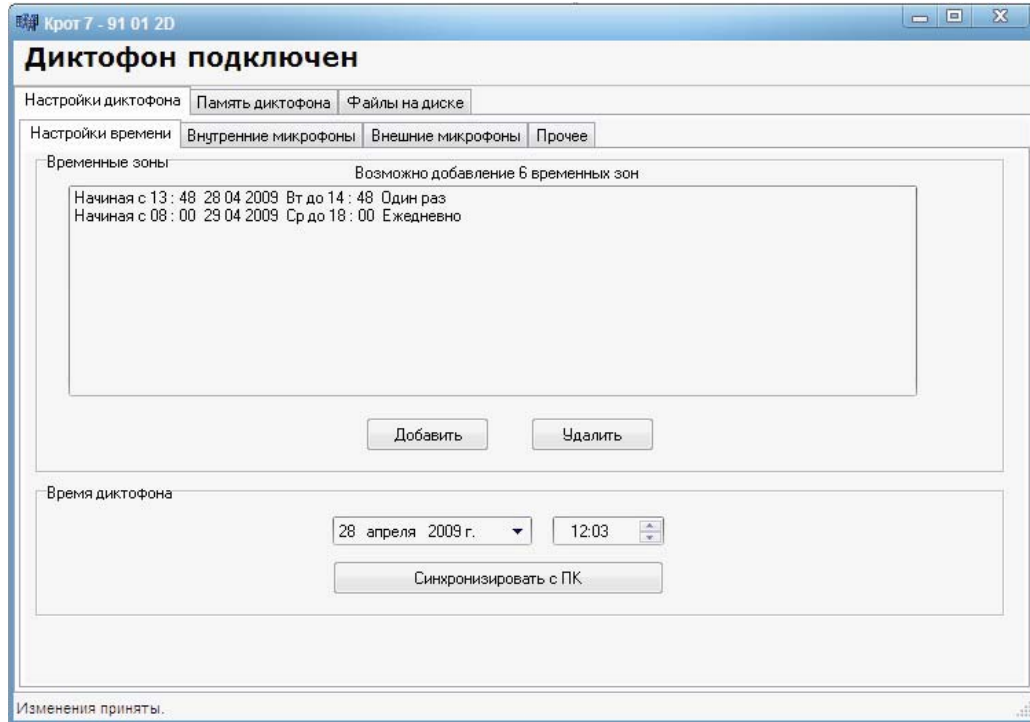 Крот 7 - 91 01 2D
Диктофон подключен
Настройки диктофона Память диктофона Файлы на диске
Настройки времени Внутренние микрофоны Внешние микрофоны Прочее
Временные зоны
Возможно добавление 6 временных зон
Начиная с 13 : 48 28 04 2009 Вт до 14 : 48 Один раз
Начиная с 08 : 00 29 04 2009 Ср до 18 : 00 Ежедневно
Добавить Удалить
Время диктофона
28 апреля 2009 г. 12:03
Синхронизировать с ПК
Изменения приняты.